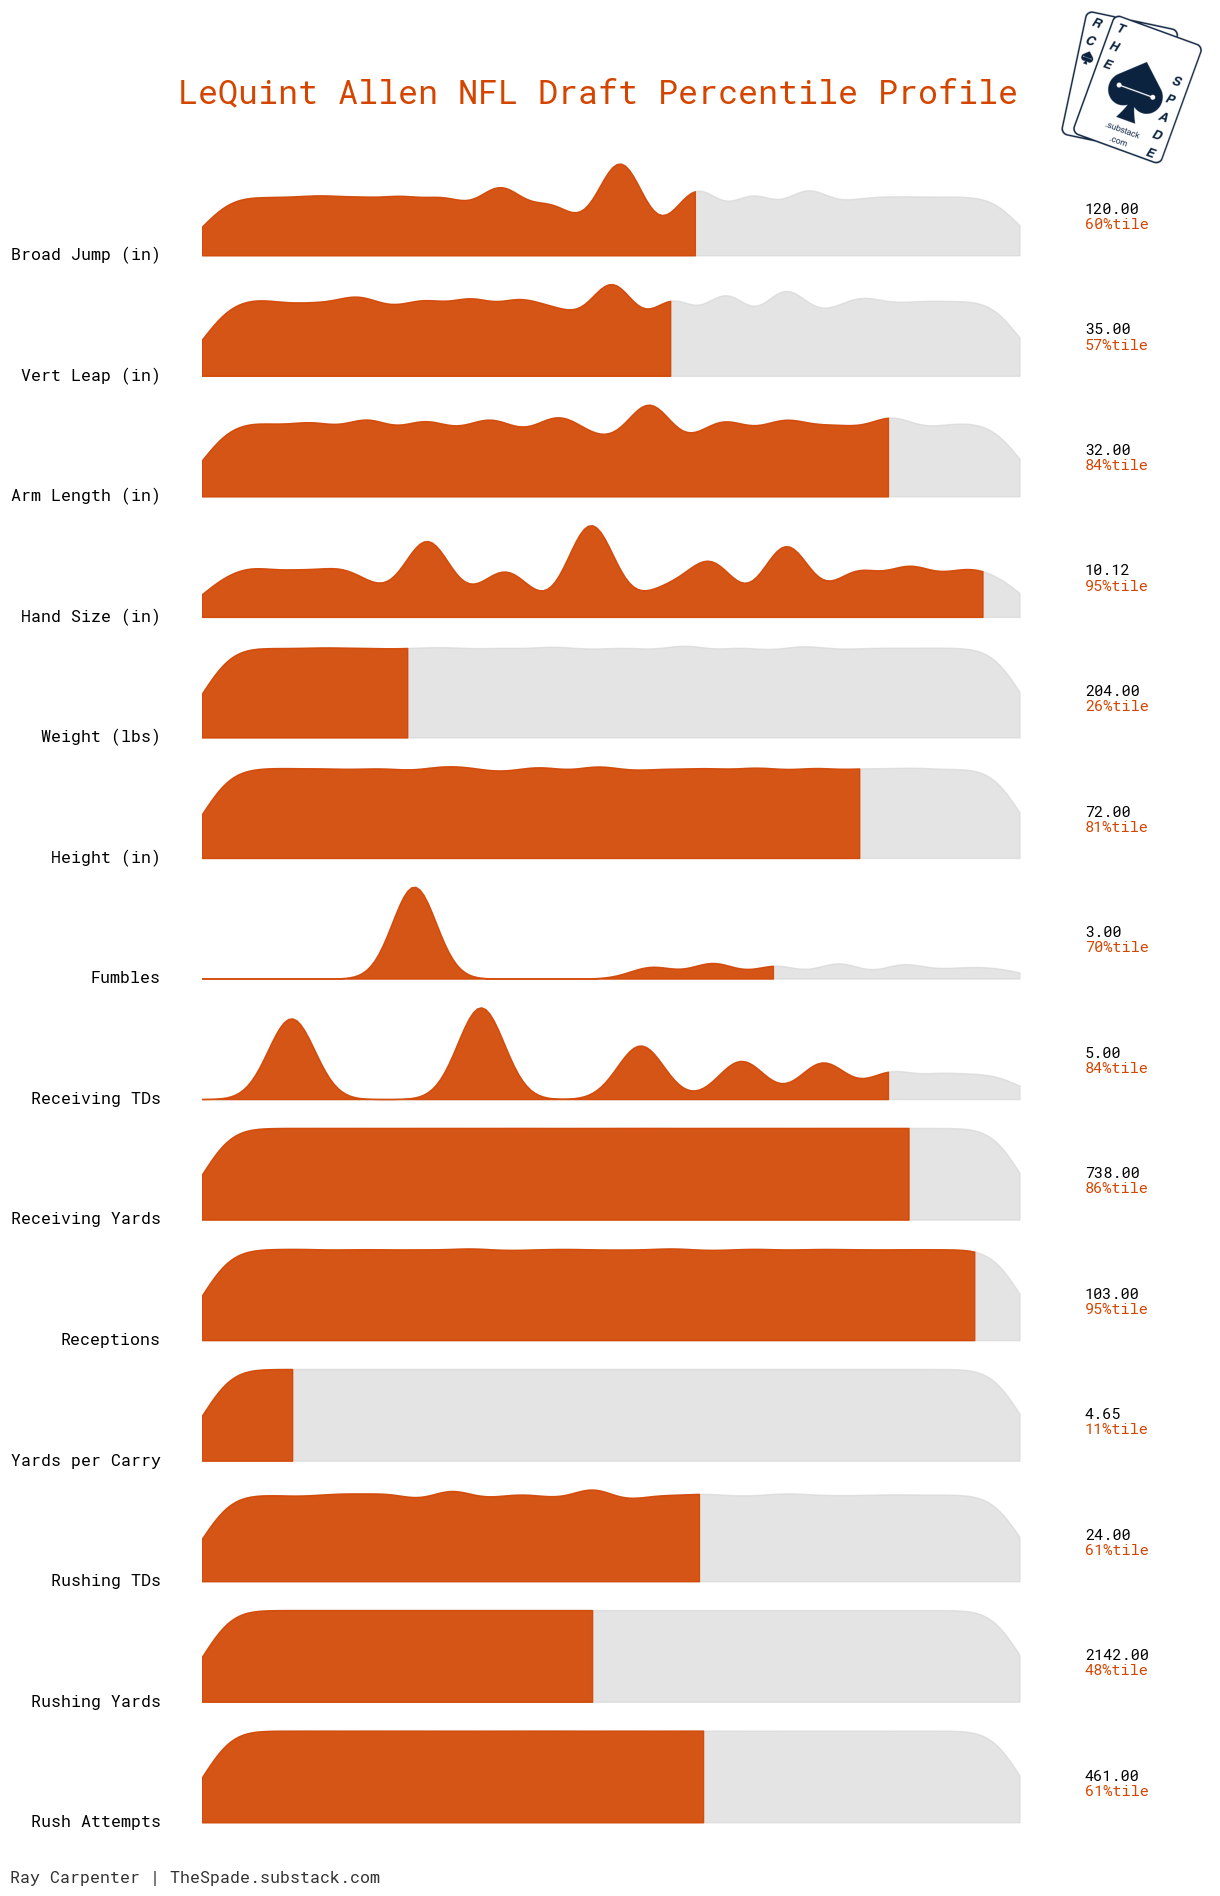 RC
THE
SPADE
.substack
.com
LeQuint Allen NFL Draft Percentile Profile
Broad Jump (in)
120.00
60%tile
Vert Leap (in)
35.00
57%tile
Arm Length (in)
32.00
84%tile
Hand Size (in)
10.12
95%tile
Weight (lbs)
204.00
26%tile
Height (in)
72.00
81%tile
Fumbles
3.00
70%tile
Receiving TDs
5.00
84%tile
Receiving Yards
738.00
86%tile
Receptions
103.00
95%tile
Yards per Carry
4.65
11%tile
Rushing TDs
24.00
61%tile
Rushing Yards
2142.00
48%tile
Rush Attempts
461.00
61%tile
Ray Carpenter | TheSpade.substack.com